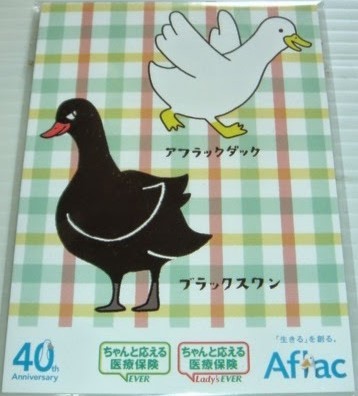 アフラックダック
ブラックスワン
40th
Anniversary
ちゃんと応える
医療保険
EVER
ちゃんと応える
医療保険
Lady's EVER
「生きる」を創る。
Aflac